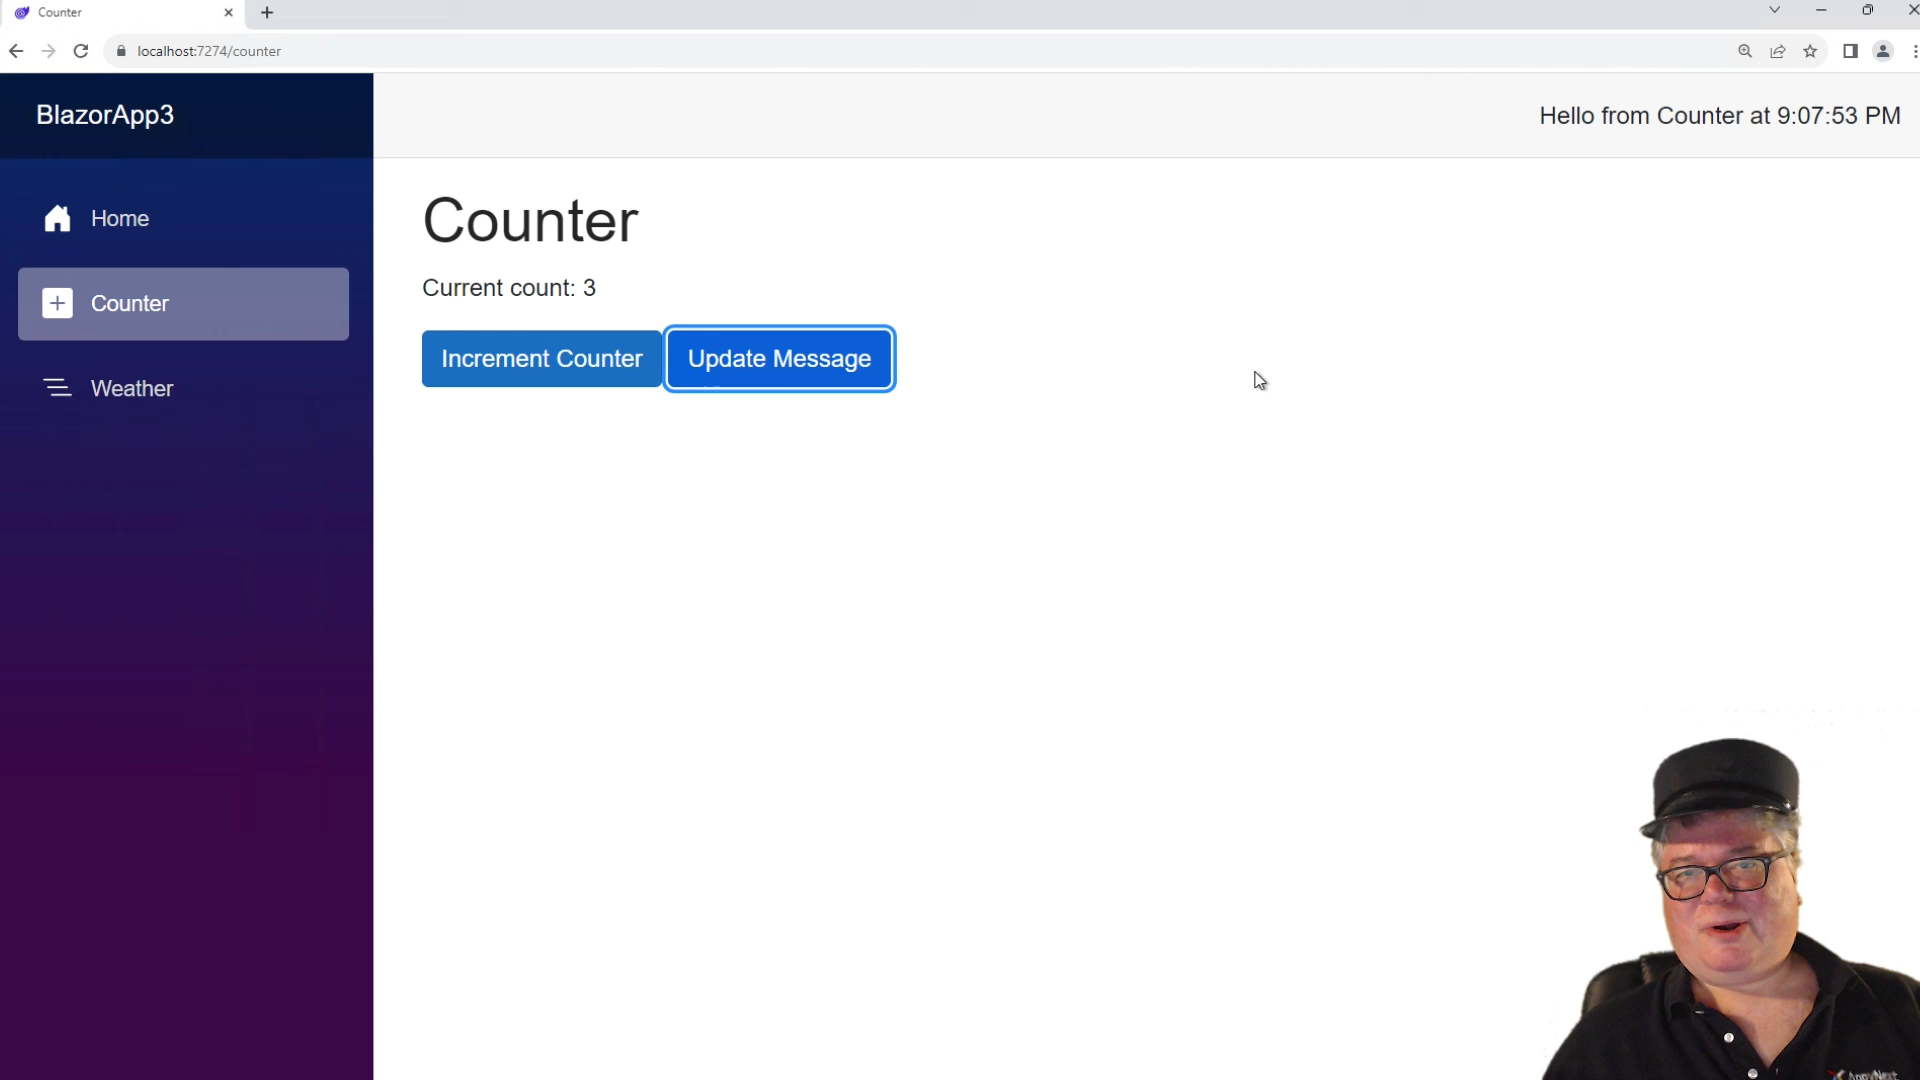 Counter
localhost:7274/counter
BlazorApp3
Hello from Counter at 9:07:53 PM
Home
Counter
Weather
Counter
Current count: 3
Increment Counter
Update Message
AppvNext